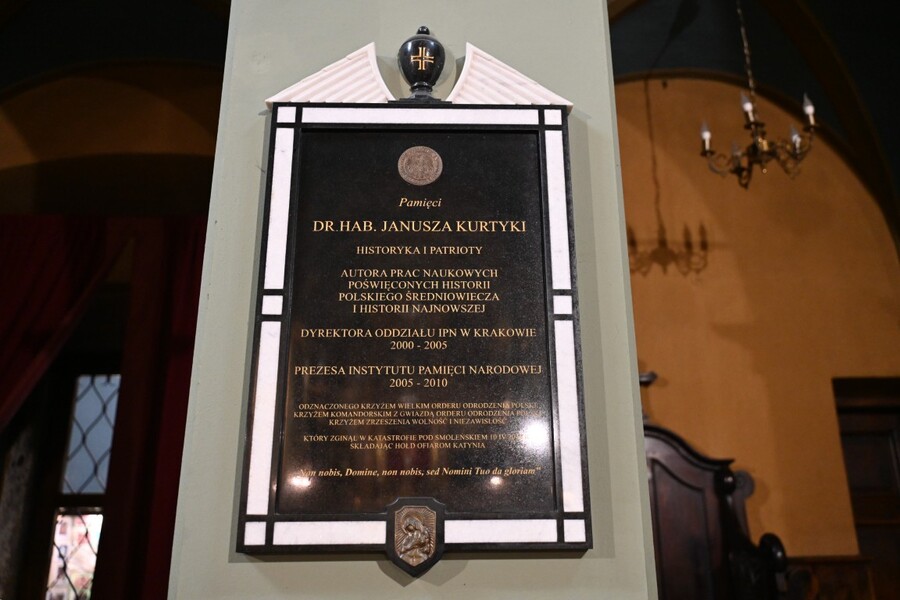 Pamięci
DR.HAB. JANUSZA KURTYKI
HISTORYKA I PATRIOTY
AUTORA PRAC NAUKOWYCH
POŚWIĘCONYCH HISTORII
POLSKIEGO ŚREDNIOWIECZA
I HISTORII NAJNOWSZEJ
DYREKTORA ODDZIAŁU IPN W KRAKOWIE
2000 - 2005
PREZESA INSTYTUTU PAMIĘCI NARODOWEJ
2005 - 2010
ODZNACZONEGO KRZYŻEM WIELKIM ORDERU ODRODZENIA POLSKI,
KRZYŻEM KOMANDORSKIM Z GWIAZDĄ ORDERU ODRODZENIA POLSKI
KRZYŻEM ZRZESZENIA WOLNOŚĆ I NIEZAWISŁOŚĆ
KTÓRY ZGINĄŁ W KATASTROFIE POD SMOLEŃSKIEM 10 IV
SKŁADAJĄC HOŁD OFIAROM KATYNIA
"Non nobis, Domine, non nobis, sed Nomini Tuo da gloriam"